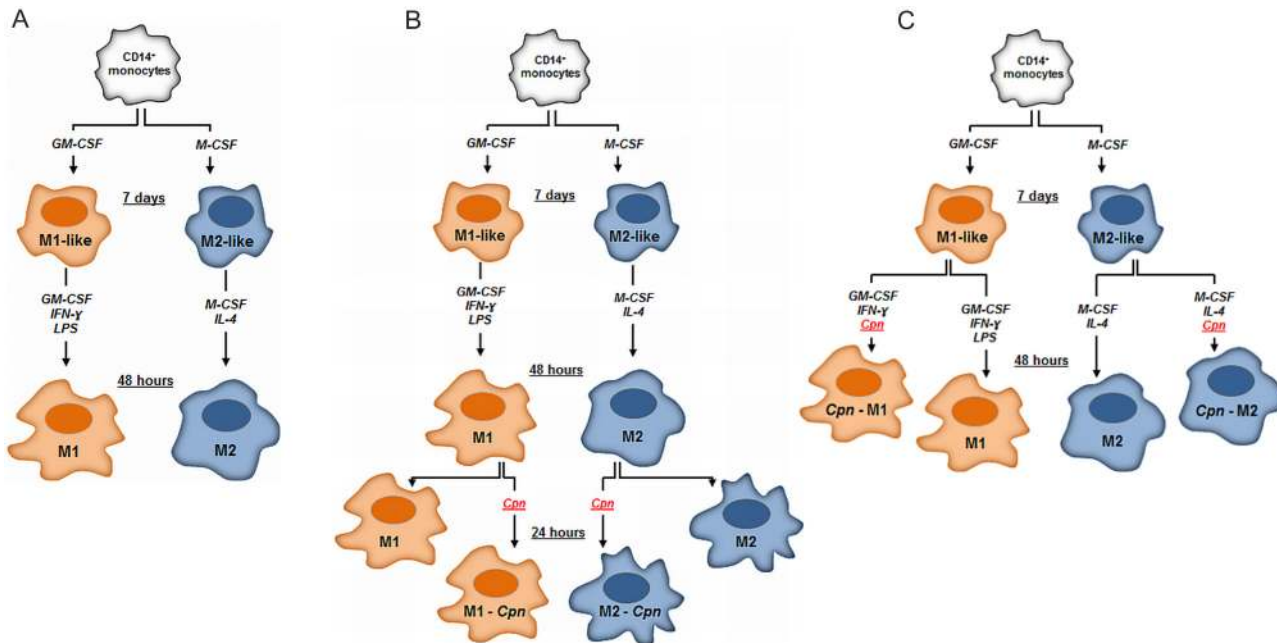 A
CD14+
monocytes
GM-CSF
M-CSF
7 days
M1-like
M2-like
GM-CSF
IFN-ɣ
LPS
M-CSF
IL-4
48 hours
M1
M2
B
CD14+
monocytes
GM-CSF
M-CSF
7 days
M1-like
M2-like
GM-CSF
IFN-ɣ
LPS
M-CSF
IL-4
48 hours
M1
M2
Cpn
Cpn
M1
24 hours
M2
M1 - Cpn
M2 - Cpn
C
CD14+
monocytes
GM-CSF
M-CSF
7 days
M1-like
M2-like
GM-CSF
IFN-ɣ
Cpn
GM-CSF
IFN-ɣ
LPS
M-CSF
IL-4
M-CSF
IL-4
Cpn
48 hours
Cpn - M1
M1
M2
Cpn - M2